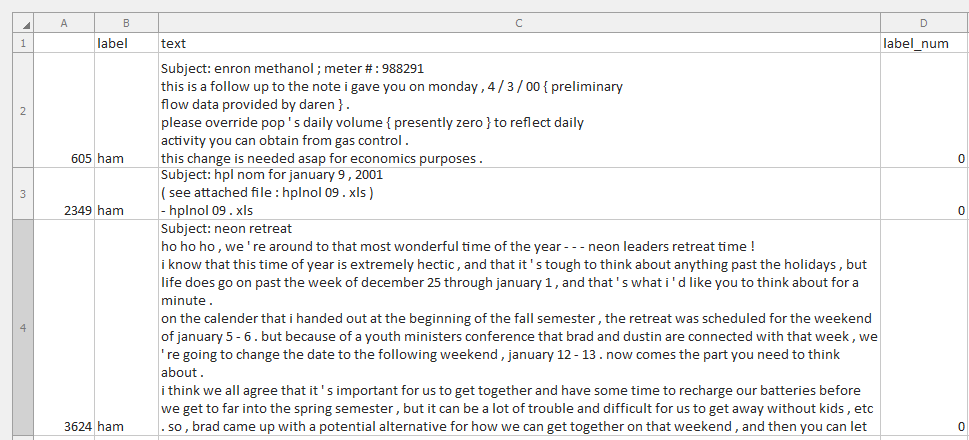 A B C D
1 label text label_num
Subject: enron methanol ; meter # : 988291
this is a follow up to the note i gave you on monday , 4 / 3 / 00 { preliminary
flow data provided by daren } .
2
please override pop ' s daily volume { presently zero } to reflect daily
activity you can obtain from gas control .
605 ham this change is needed asap for economics purposes . 0
Subject: hpl nom for january 9 , 2001
3 ( see attached file : hplnol 09 . xls )
2349 ham - hplnol 09 . xls 0
Subject: neon retreat
ho ho ho , we ' re around to that most wonderful time of the year - - - neon leaders retreat time !
i know that this time of year is extremely hectic , and that it ' s tough to think about anything past the holidays , but
life does go on past the week of december 25 through january 1 , and that ' s what i ' d like you to think about for a
minute .
on the calender that i handed out at the beginning of the fall semester , the retreat was scheduled for the weekend
4 of january 5 - 6 . but because of a youth ministers conference that brad and dustin are connected with that week , we
' re going to change the date to the following weekend , january 12 - 13 . now comes the part you need to think
about .
i think we all agree that it ' s important for us to get together and have some time to recharge our batteries before
we get to far into the spring semester , but it can be a lot of trouble and difficult for us to get away without kids , etc
3624 ham . so , brad came up with a potential alternative for how we can get together on that weekend , and then you can let 0